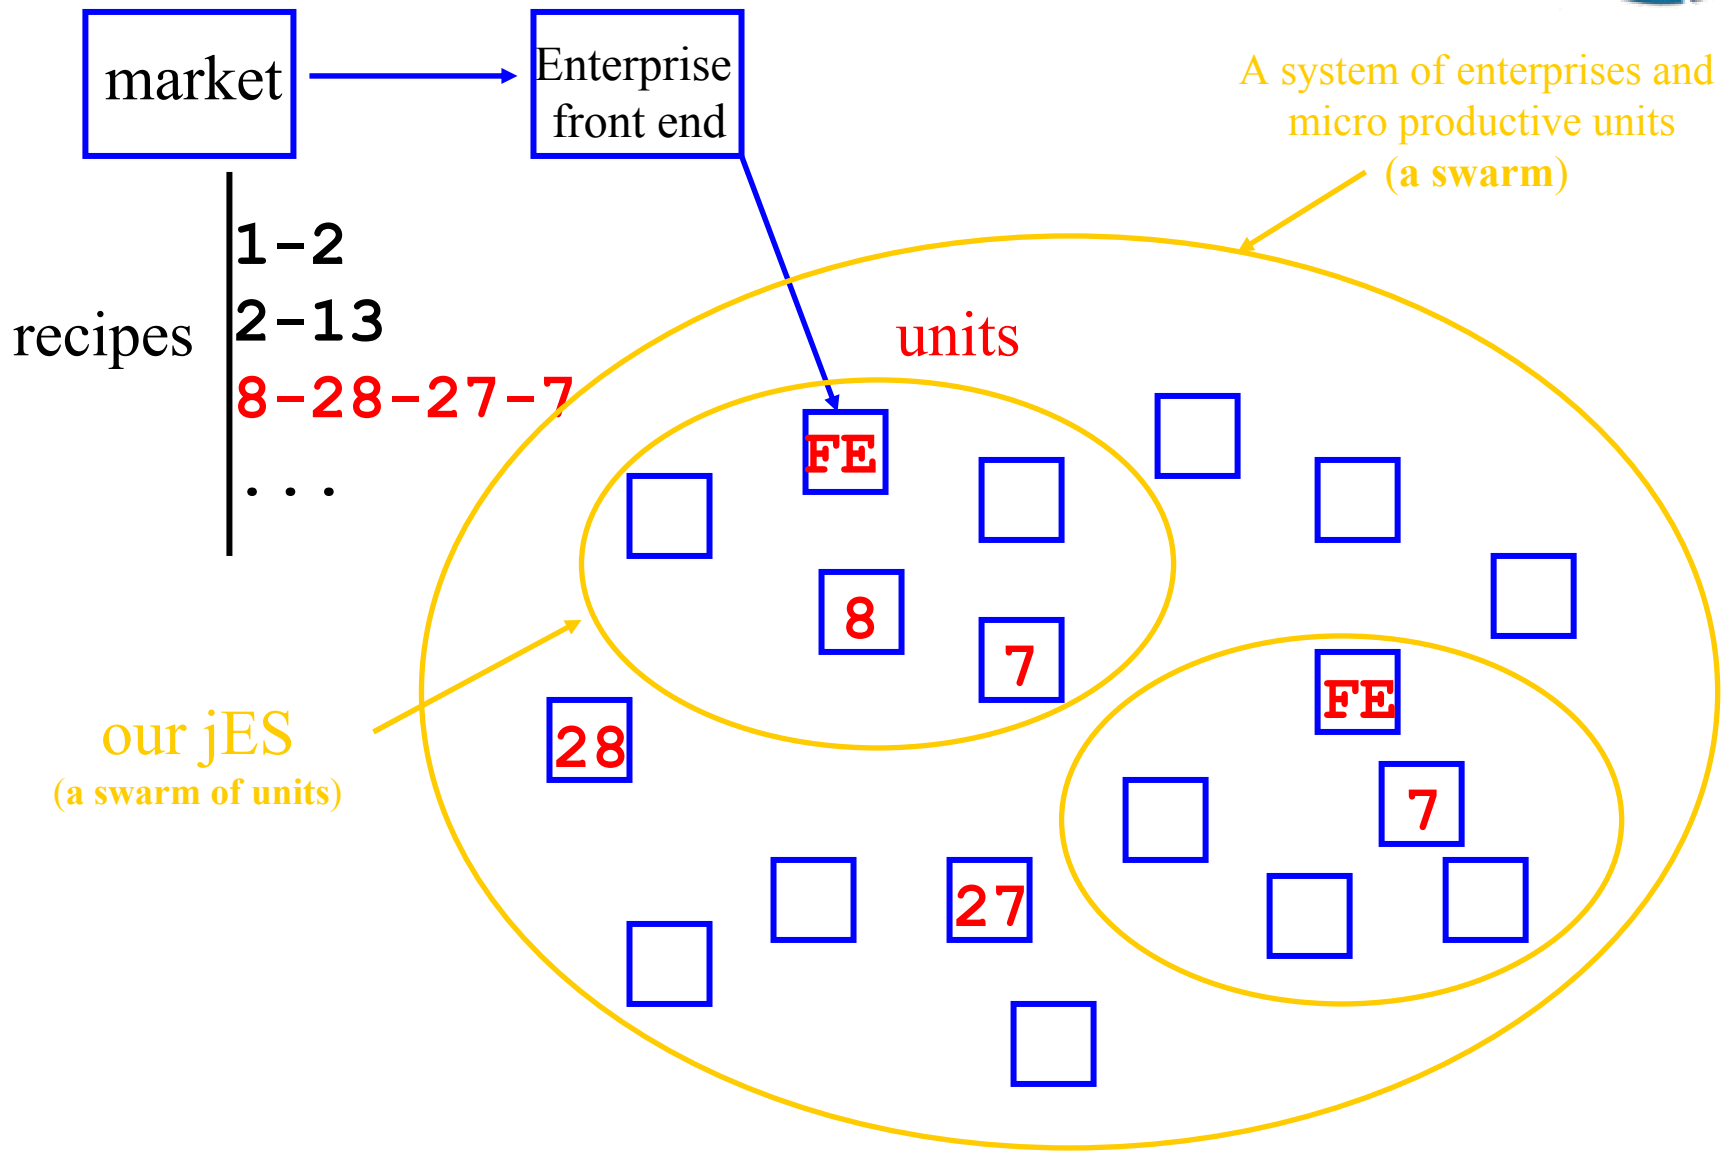 market
Enterprise
front end
A system of enterprises and
micro productive units
(a swarm)
recipes
1-2
2-13
8-28-27-7
...
units
FE
8
7
28
FE
7
27
our jES
(a swarm of units)